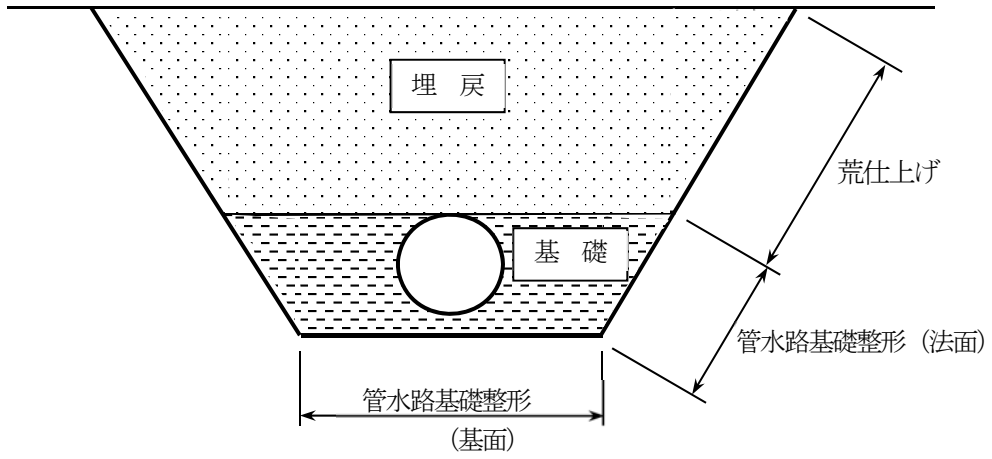 埋　戻
荒仕上げ
基　礎
管水路基礎整形（法面）
管水路基礎整形
（基面）